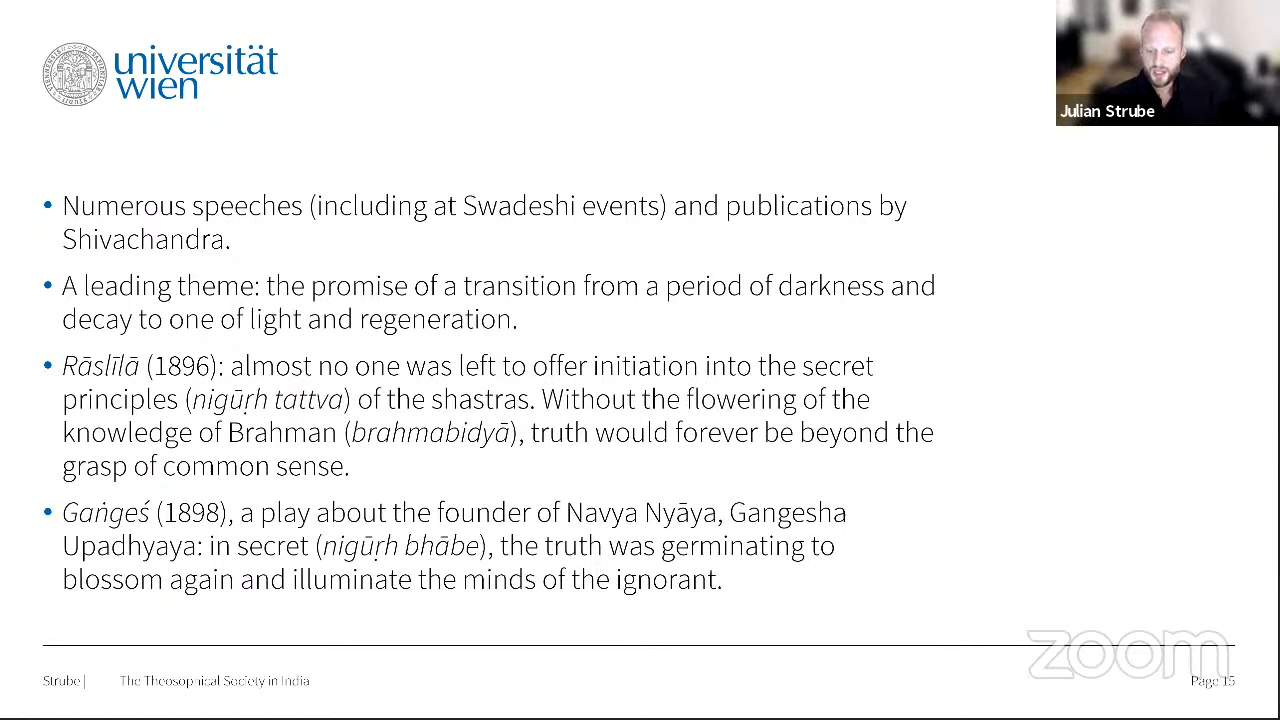 universität
wien
Julian Strube
• Numerous speeches (including at Swadeshi events) and publications by
Shivachandra.
• A leading theme: the promise of a transition from a period of darkness and
decay to one of light and regeneration.
• Rāslīlā (1896): almost no one was left to offer initiation into the secret
principles (nigūṛh tattva) of the shastras. Without the flowering of the
knowledge of Brahman (brahmabidyā), truth would forever be beyond the
grasp of common sense.
• Gaṅgeś (1898), a play about the founder of Navya Nyāya, Gangesha
Upadhyaya: in secret (nigūṛh bhābe), the truth was germinating to
blossom again and illuminate the minds of the ignorant.
zoom
Strube | The Theosophical Society in India Page 15